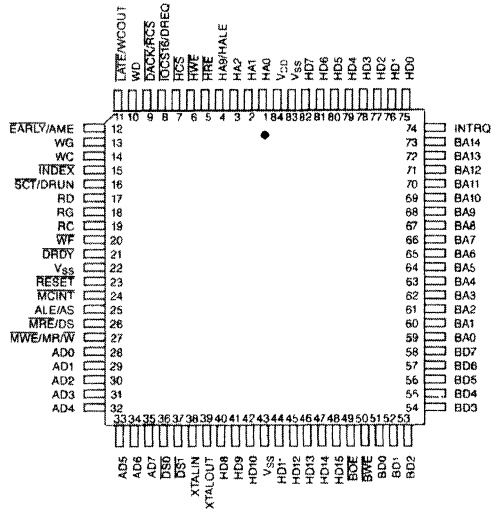 LATE/WCOUT
WD
DACK/RCS
IOCS16/DREQ
HCS
HWE
HRE
HA9/HALE
HA2
HA1
HA0
VDD
VSS
HD7
HD6
HD5
HD4
HD3
HD2
HD1
HD0
11 10 9 8 7 6 5 4 3 2 1 84 83 82 81 80 79 78 77 76 75
EARLY/AME 12
WG 13
WC 14
INDEX 15
SCT/DRUN 16
RD 17
RG 18
RC 19
WF 20
DRDY 21
VSS 22
RESET 23
MCINT 24
ALE/AS 25
MRE/DS 26
MWE/MR/W 27
AD0 28
AD1 29
AD2 30
AD3 31
AD4 32
74 INTRQ
73 BA14
72 BA13
71 BA12
70 BA11
69 BA10
68 BA9
67 BA8
66 BA7
65 BA6
64 BA5
63 BA4
62 BA3
61 BA2
60 BA1
59 BA0
58 BD7
57 BD6
56 BD5
55 BD4
54 BD3
33 34 35 36 37 38 39 40 41 42 43 44 45 46 47 48 49 50 51 52 53
AD5
AD6
AD7
DS0
DS1
XTALIN
XTALOUT
HD8
HD9
HD10
VSS
HD11
HD12
HD13
HD14
HD15
BOE
BWE
BD0
BD1
BD2